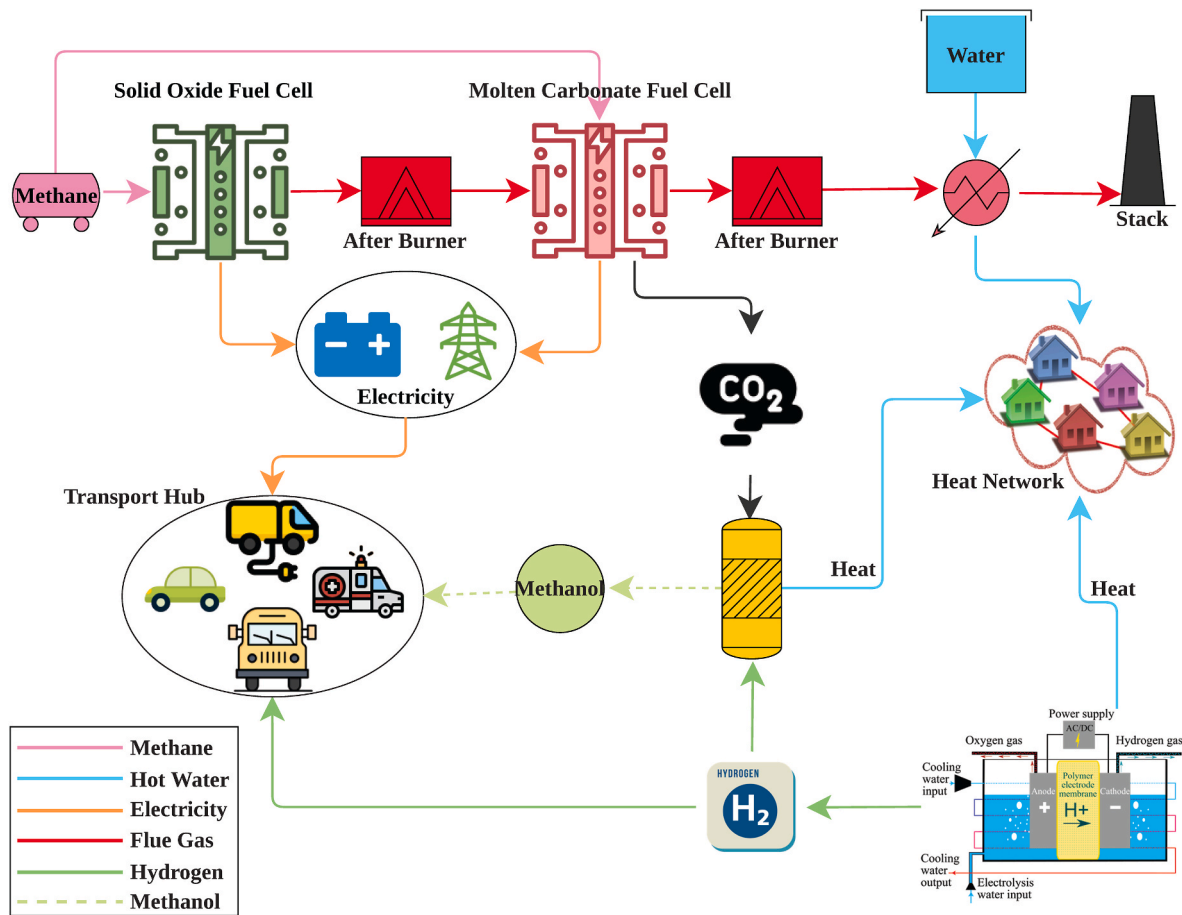 Water
Solid Oxide Fuel Cell
Molten Carbonate Fuel Cell
Methane
After Burner
After Burner
Stack
Electricity
CO2
Heat Network
Transport Hub
Methanol
Heat
Heat
HYDROGEN
H2
Power supply
AC/DC
Oxygen gas
Hydrogen gas
Cooling
water
input
Polymer
electrode
membrane
Anode
Cathode
+
H+
−
Cooling
water
output
Electrolysis
water input
Methane
Hot Water
Electricity
Flue Gas
Hydrogen
Methanol